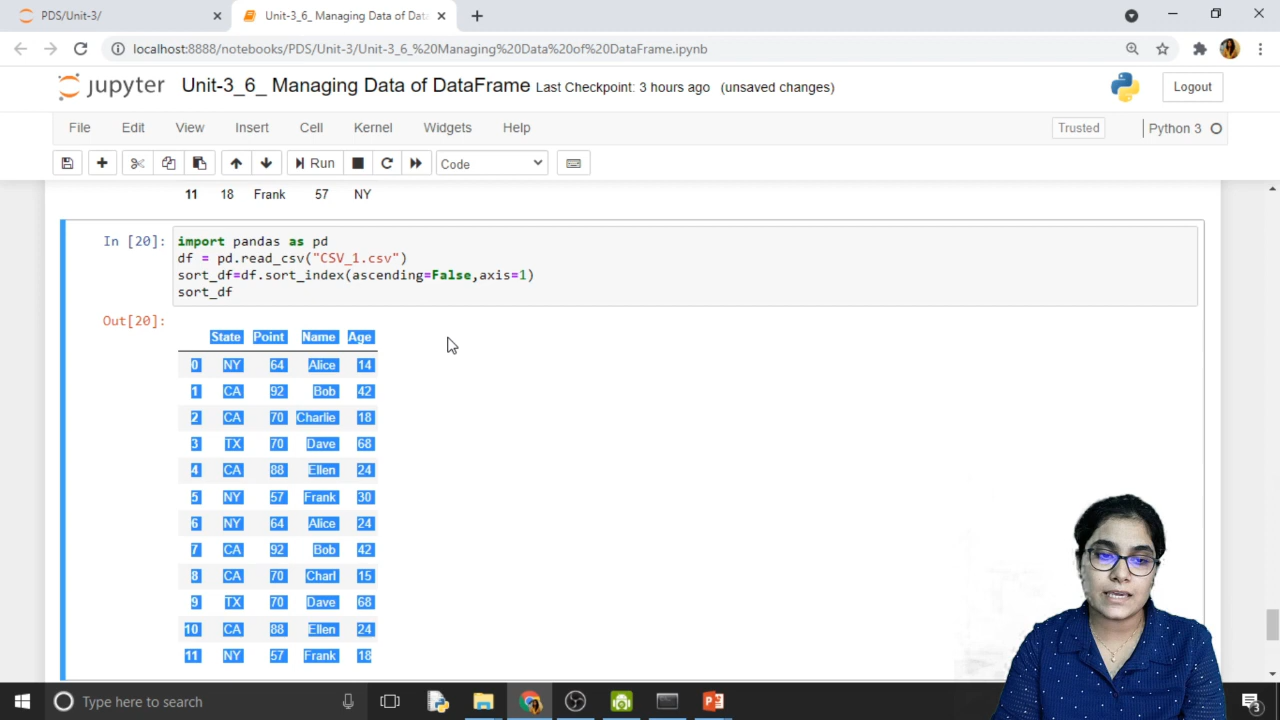 PDS/Unit-3/
Unit-3_6_ Managing Data of Dat
localhost:8888/notebooks/PDS/Unit-3/Unit-3_6_%20Managing%20Data%20of%20DataFrame.ipynb
jupyter Unit-3_6_ Managing Data of DataFrame Last Checkpoint: 3 hours ago (unsaved changes)
Logout
File Edit View Insert Cell Kernel Widgets Help
Trusted Python 3
Run Code
11 18 Frank 57 NY
In [20]: import pandas as pd
df = pd.read_csv("CSV_1.csv")
sort_df=df.sort_index(ascending=False,axis=1)
sort_df
Out[20]:
State Point Name Age
0 NY 64 Alice 14
1 CA 92 Bob 42
2 CA 70 Charlie 18
3 TX 70 Dave 68
4 CA 88 Ellen 24
5 NY 57 Frank 30
6 NY 64 Alice 24
7 CA 92 Bob 42
8 CA 70 Charl 15
9 TX 70 Dave 68
10 CA 88 Ellen 24
11 NY 57 Frank 18
Type here to search
3